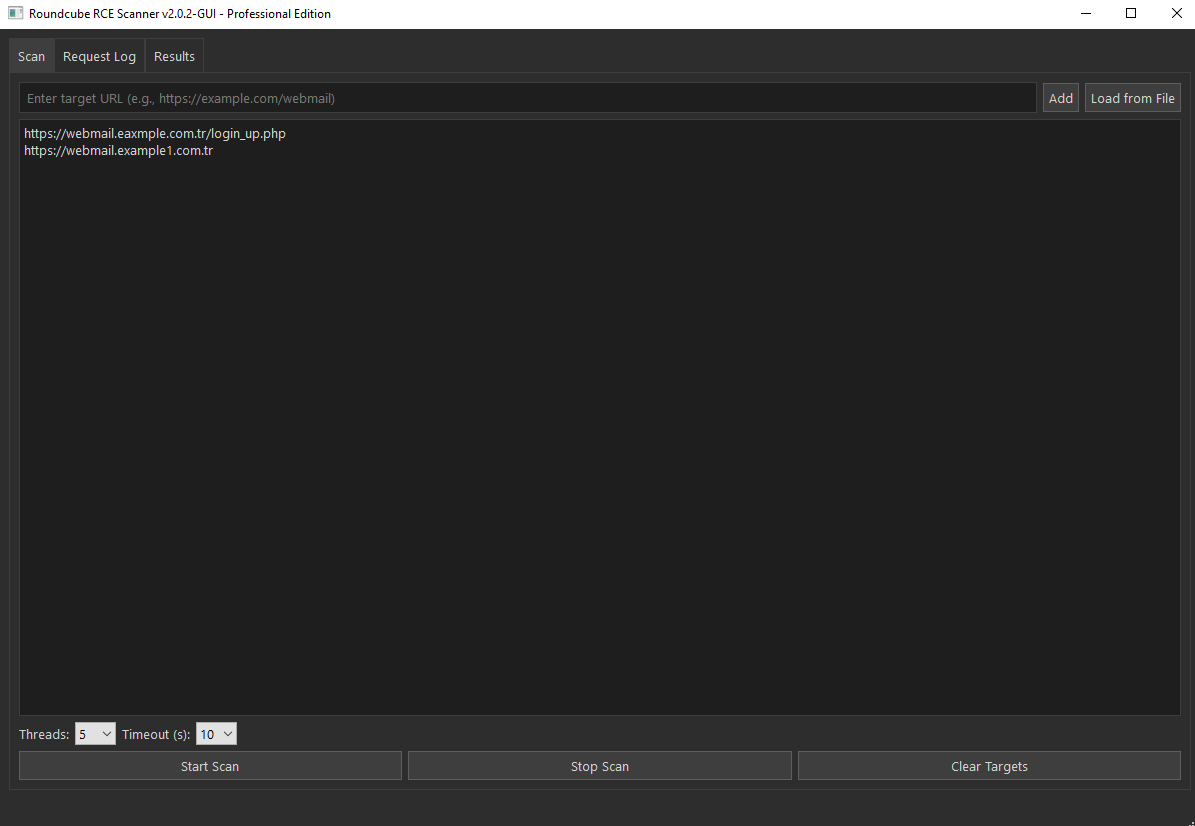 Roundcube RCE Scanner v2.0.2-GUI - Professional Edition
Scan Request Log Results
Enter target URL (e.g., https://example.com/webmail) Add Load from File
https://webmail.eaxmple.com.tr/login_up.php
https://webmail.example1.com.tr
Threads: 5 Timeout (s): 10
Start Scan Stop Scan Clear Targets